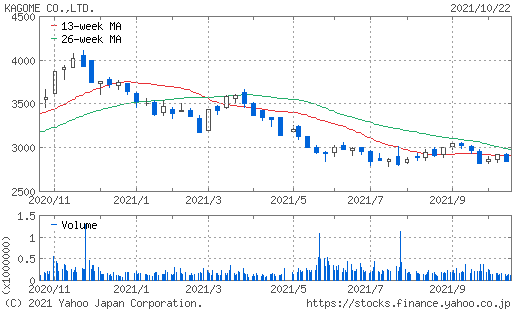 KAGOME CO.,LTD. 2021/10/22
13-week MA
26-week MA
4500
4000
3500
3000
2500
2020/11 2021/1 2021/3 2021/5 2021/7 2021/9
Volume
1.5
1
0.5
0
(x1000000)
2020/11 2021/1 2021/3 2021/5 2021/7 2021/9
(C) 2021 Yahoo Japan Corporation. https://stocks.finance.yahoo.co.jp/